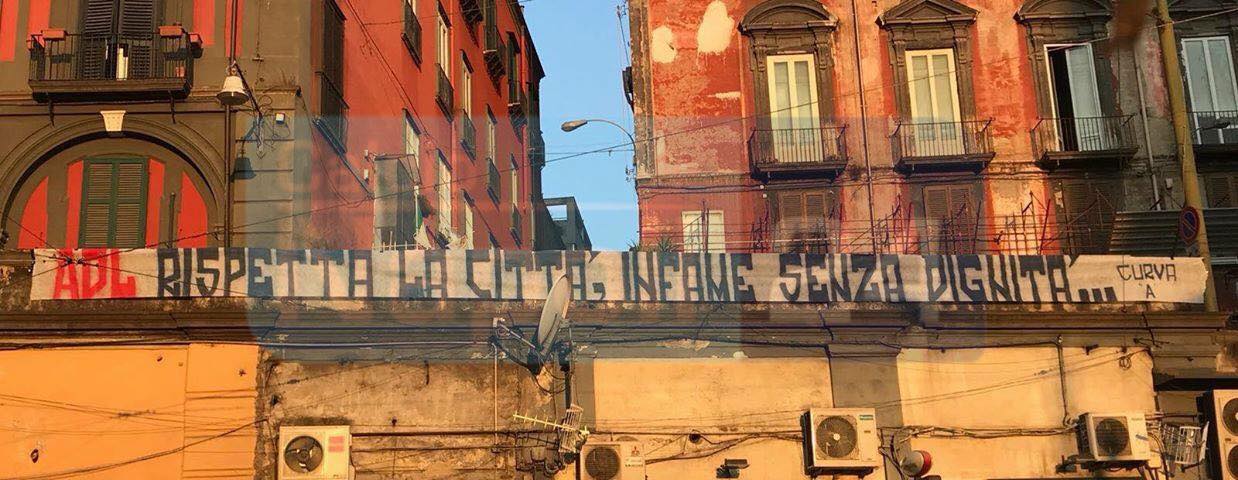 ADL RISPETTA LA CITTÀ, INFAME SENZA DIGNITÀ... CURVA
A